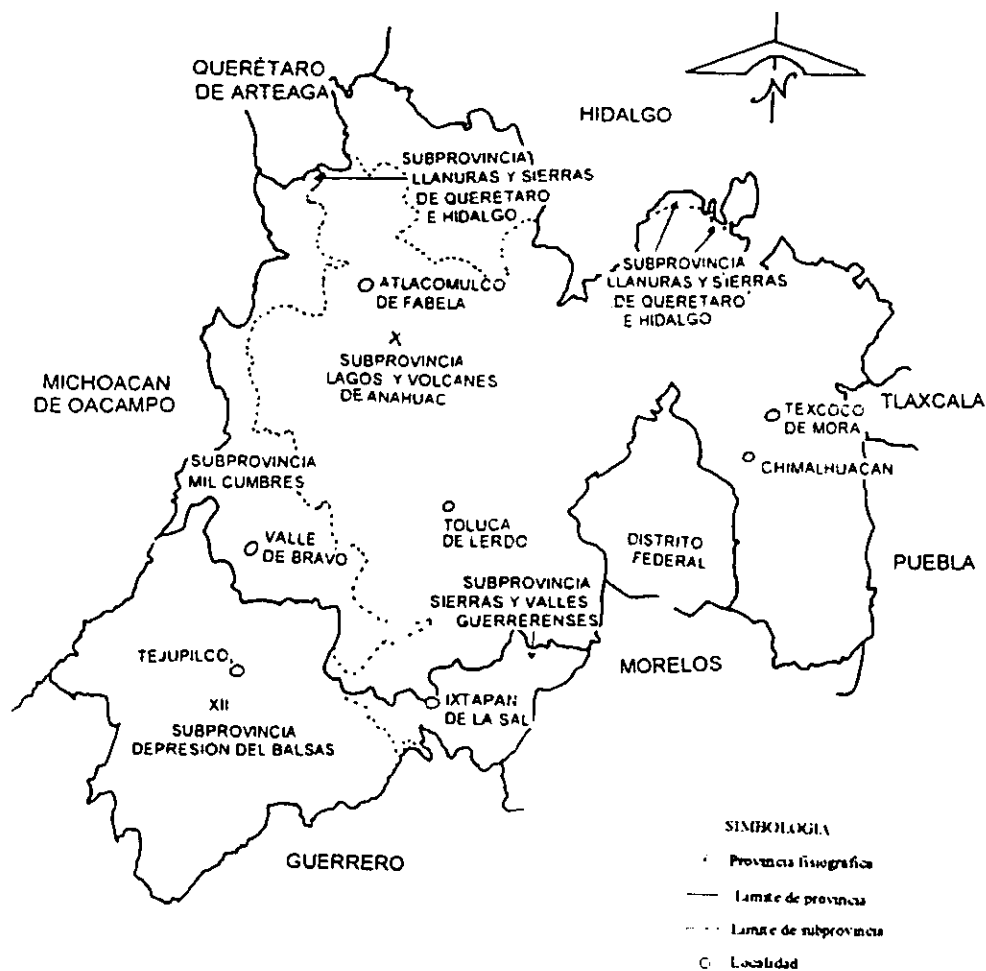 QUERÉTARO
DE ARTEAGA
N
HIDALGO
SUBPROVINCIA
LLANURAS Y SIERRAS
DE QUERETARO
E HIDALGO
SUBPROVINCIA
LLANURAS Y SIERRAS
DE QUERETARO
E HIDALGO
ATLACOMULCO
DE FABELA
X
SUBPROVINCIA
LAGOS Y VOLCANES
DE ANAHUAC
MICHOACAN
DE OACAMPO
TLAXCALA
TEXCOCO
DE MORA
CHIMALHUACAN
SUBPROVINCIA
MIL CUMBRES
TOLUCA
DE LERDO
VALLE
DE BRAVO
DISTRITO
FEDERAL
PUEBLA
SUBPROVINCIA
SIERRAS Y VALLES
GUERRERENSES
MORELOS
TEJUPILCO
IXTAPAN
DE LA SAL
XII
SUBPROVINCIA
DEPRESION DEL BALSAS
GUERRERO
SIMBOLOGIA
Provincia fisiográfica
Limite de provincia
Limite de subprovincia
Localidad